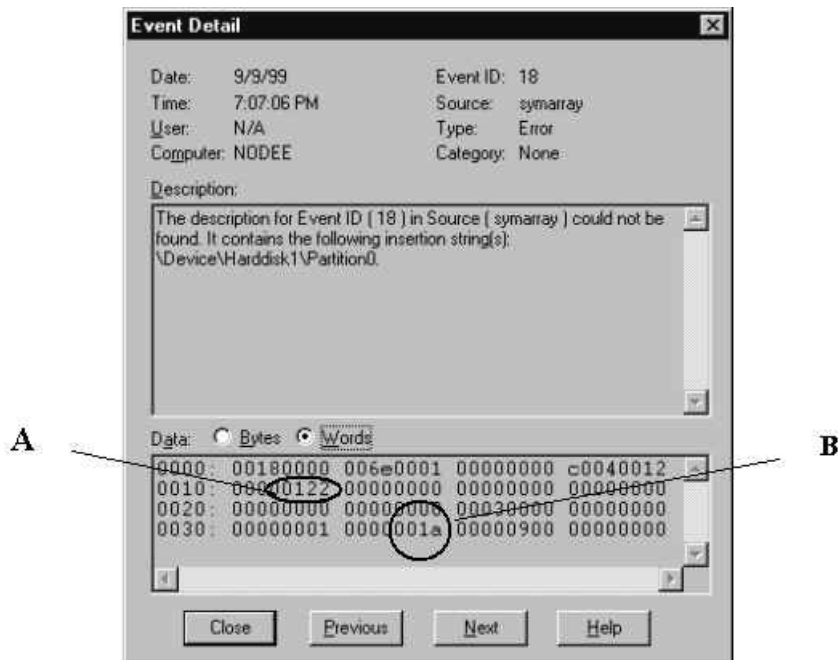 Event Detail
Date: 9/9/99 Event ID: 18
Time: 7:07:06 PM Source: symarray
User: N/A Type: Error
Computer: NODEE Category: None
Description:
The description for Event ID ( 18 ) in Source ( symarray ) could not be
found. It contains the following insertion string(s):
\Device\Harddisk1\Partition0.
A
Data: Bytes Words
B
0000: 00180000 006e0001 00000000 c0040012
0010: 00000122 00000000 00000000 00000000
0020: 00000000 00000000 00030000 00000000
0030: 00000001 0000001a 00000900 00000000
Close Previous Next Help